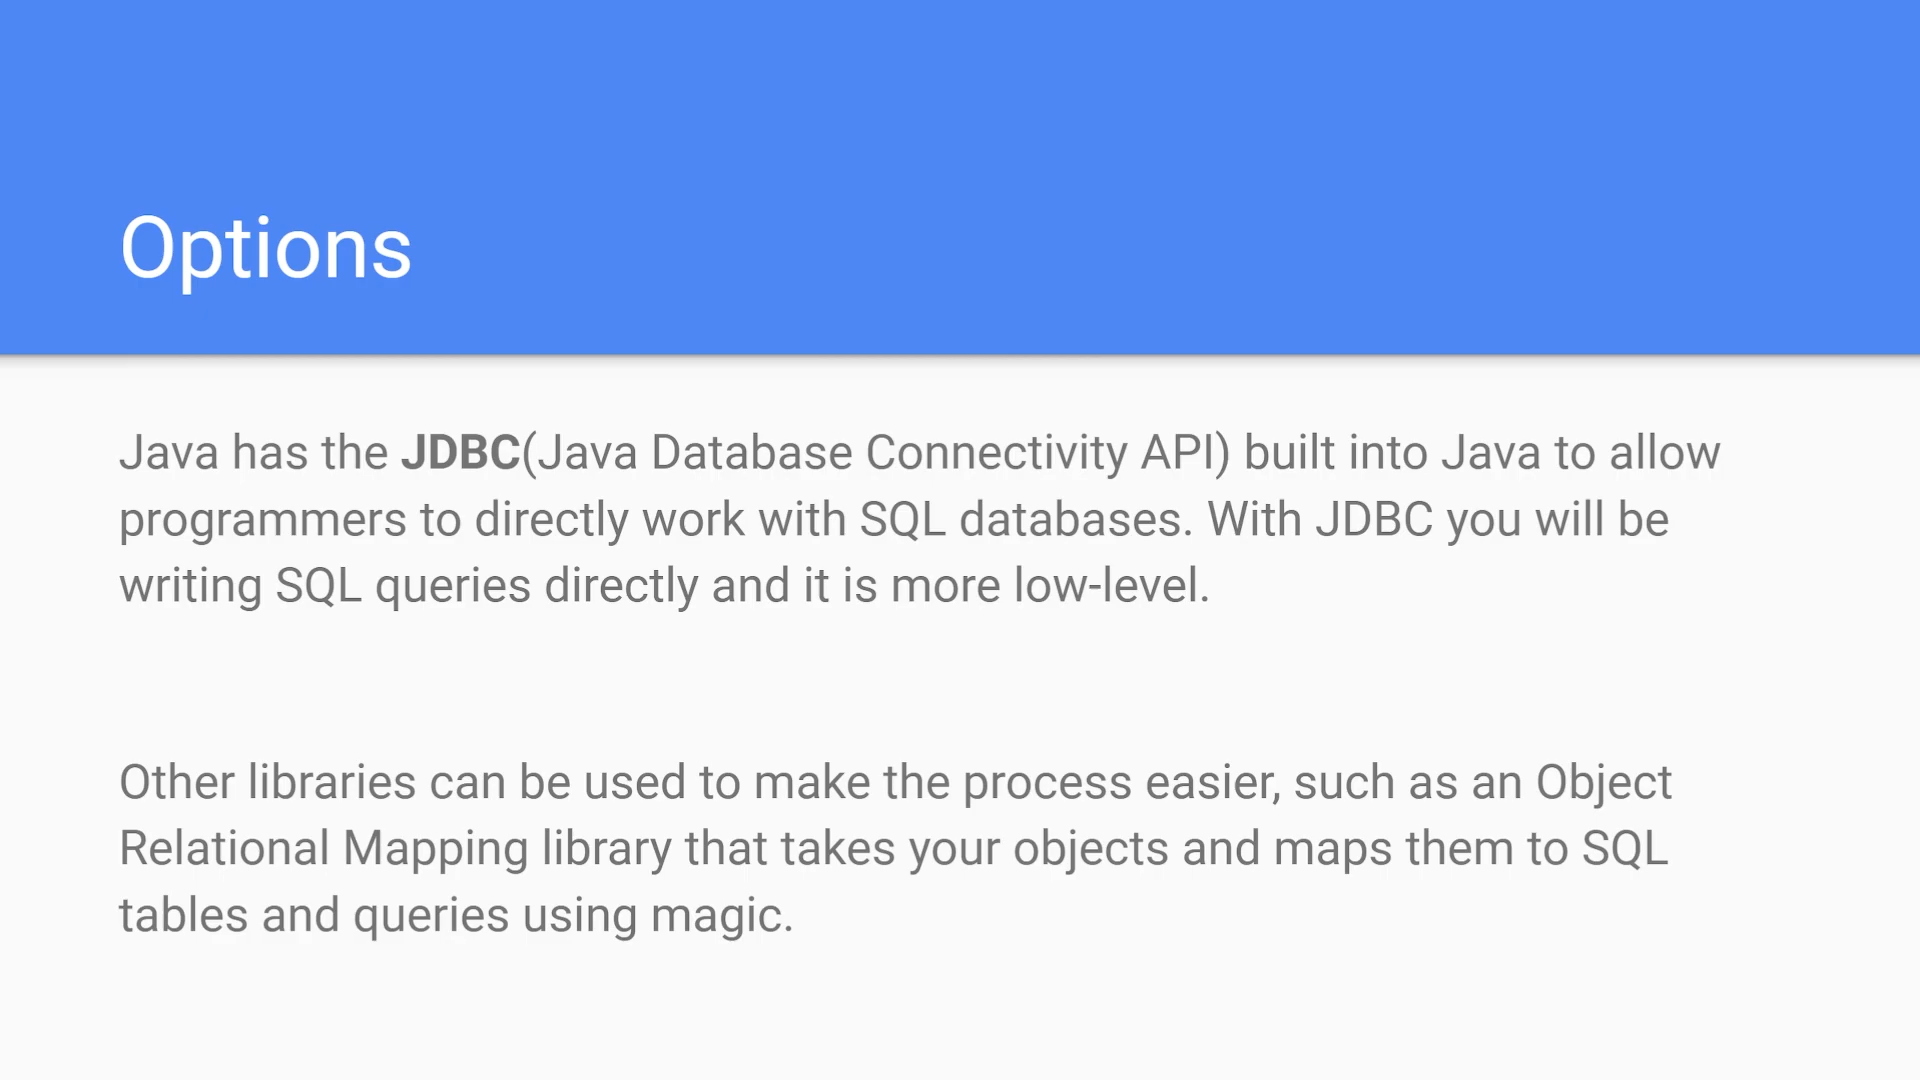 Options
Java has the JDBC(Java Database Connectivity API) built into Java to allow
programmers to directly work with SQL databases. With JDBC you will be
writing SQL queries directly and it is more low-level.
Other libraries can be used to make the process easier, such as an Object
Relational Mapping library that takes your objects and maps them to SQL
tables and queries using magic.